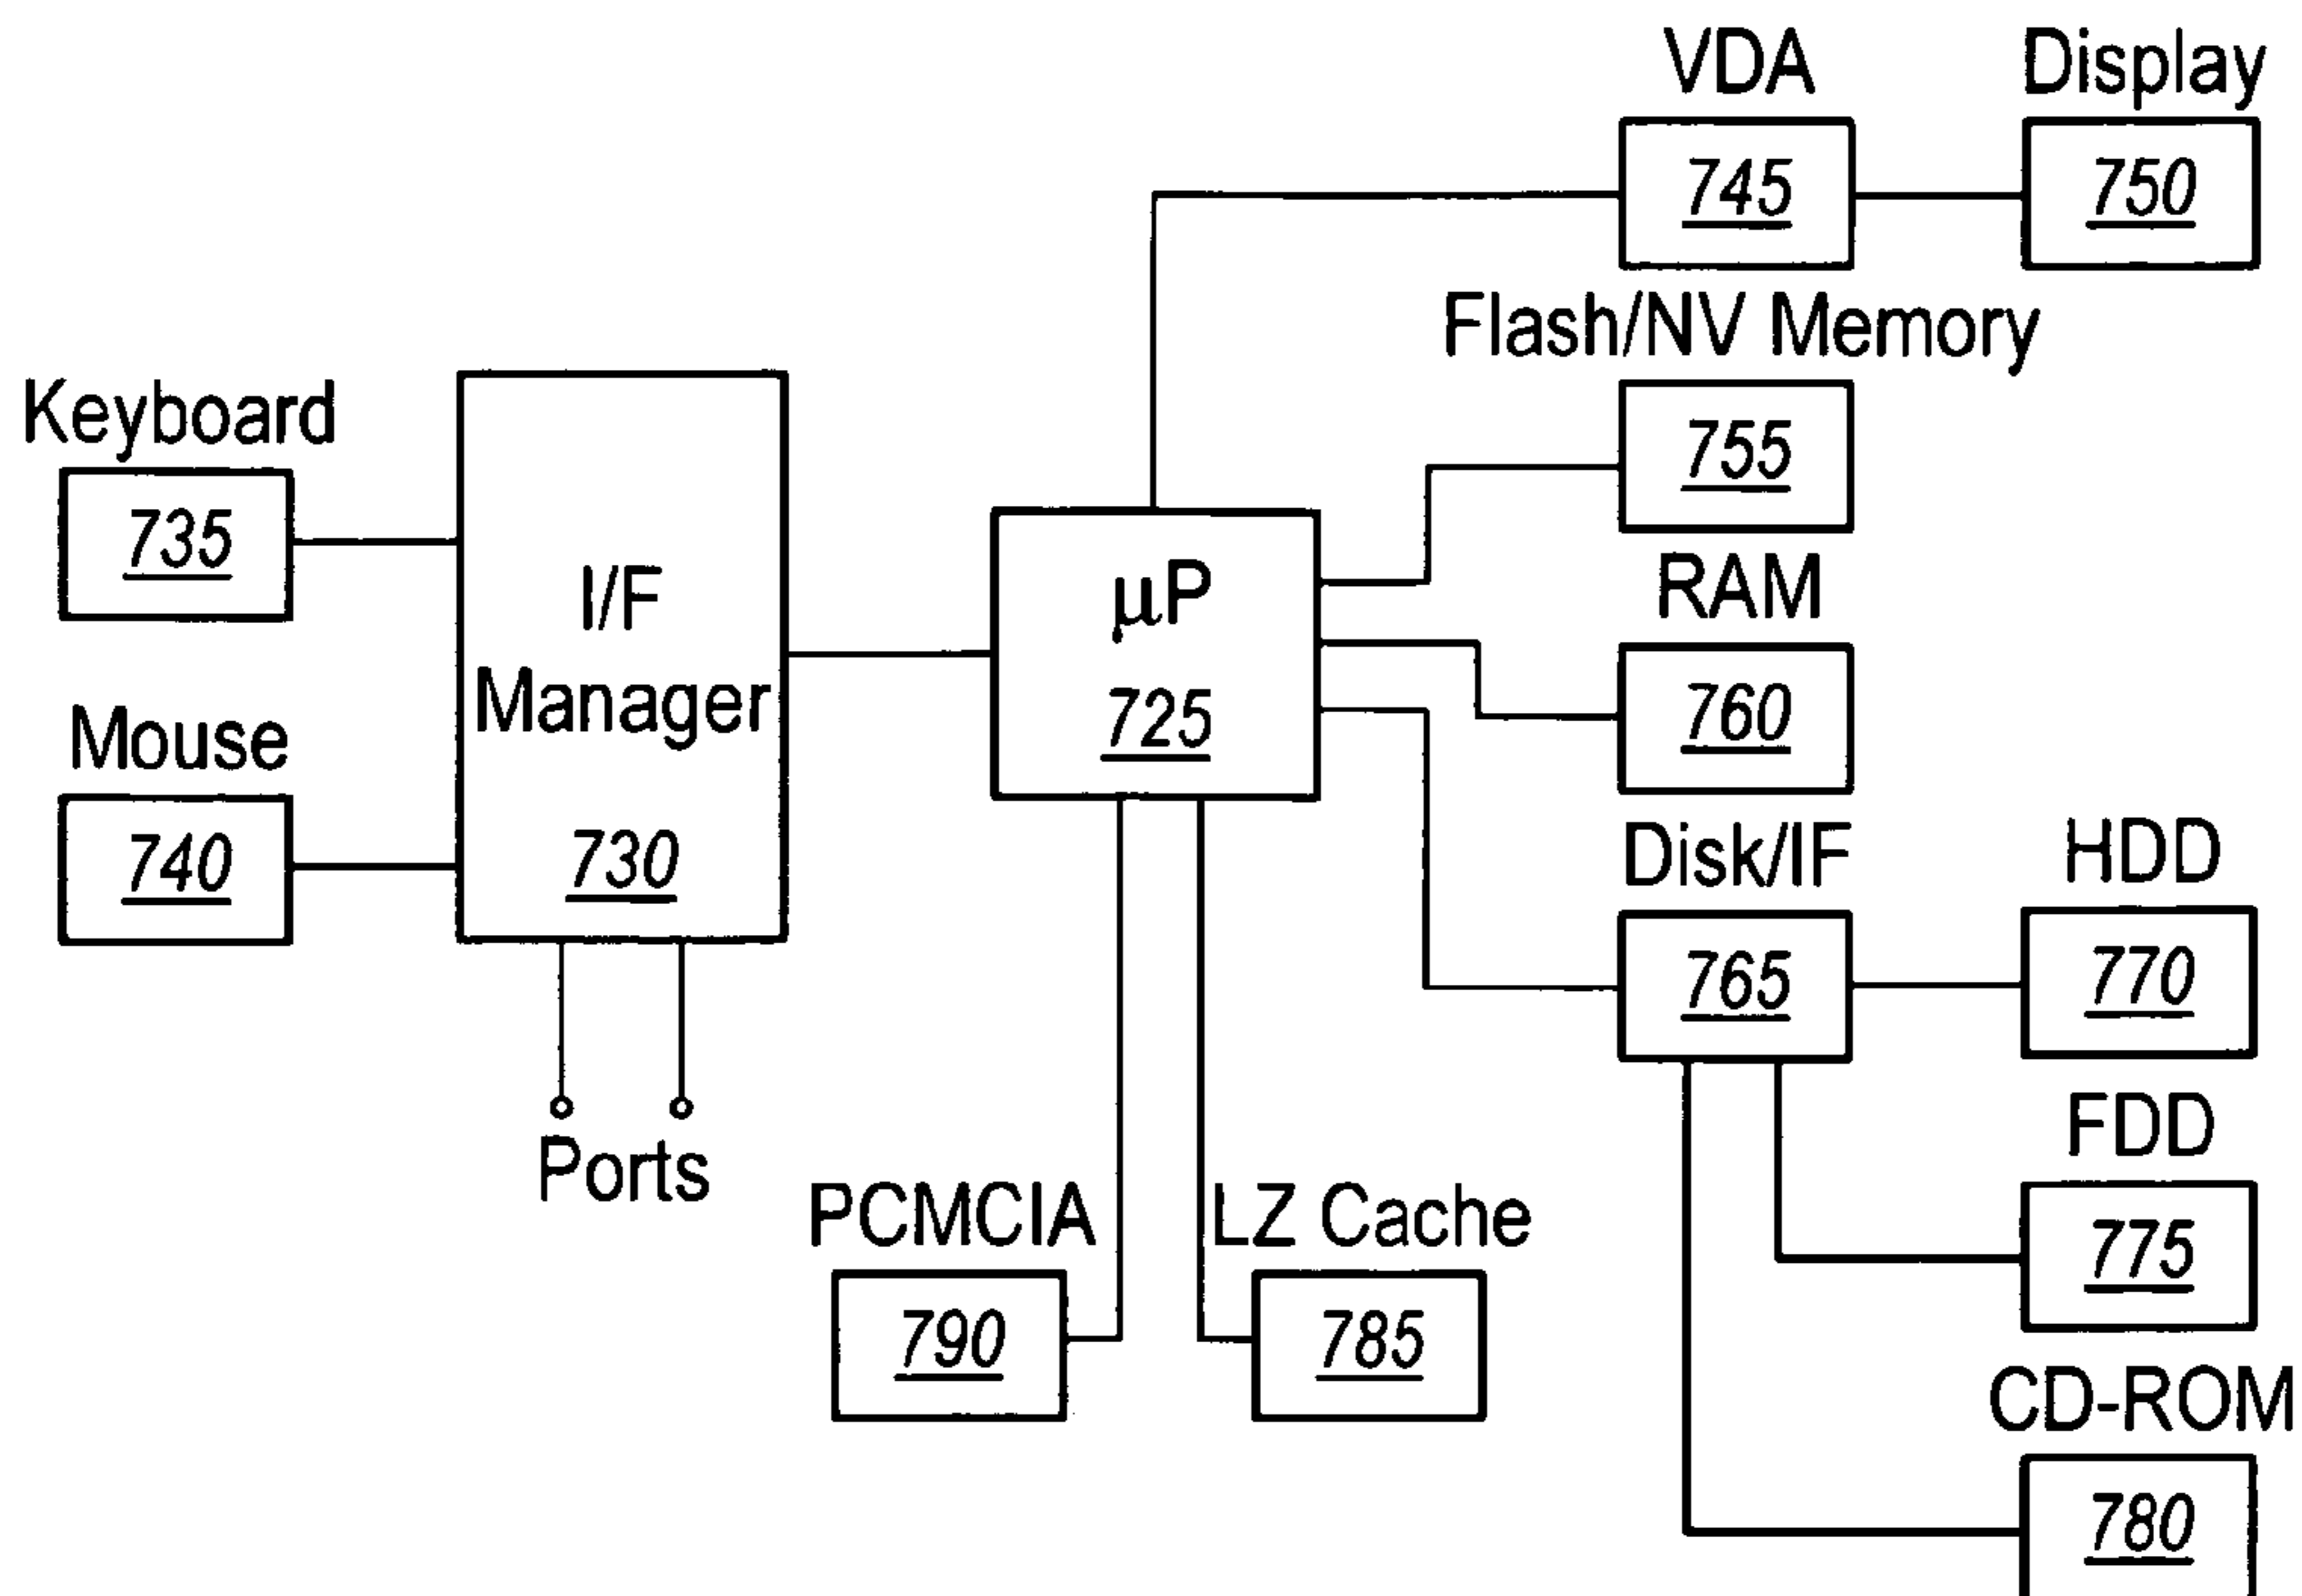 VDA
745
Display
750
Flash/NV Memory
755
Keyboard
735
I/F
Manager
730
μP
725
RAM
760
Mouse
740
Disk/IF
765
HDD
770
Ports
FDD
775
PCMCIA
790
LZ Cache
785
CD-ROM
780